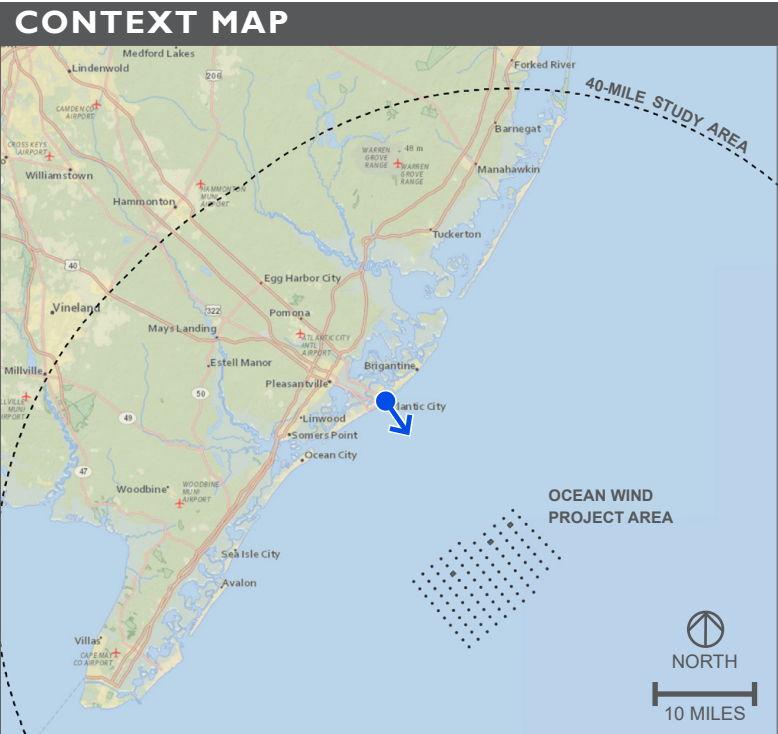 CONTEXT MAP
Medford Lakes
Lindenwold
206
Forked River
40-MILE STUDY AREA
CAMDEN CO
AIRPORT
Barnegat
CROSS KEYS
AIRPORT
WARREN
GROVE
RANGE
48 m
WARREN
GROVE
RANGE
Manahawkin
Williamstown
HAMMONTON
MUNI
AIRPORT
Hammonton
Tuckerton
40
Egg Harbor City
Vineland
322
Pomona
Mays Landing
ATLANTIC CITY
INTL
AIRPORT
Millville
Estell Manor
Brigantine
Pleasantville
50
LLVILLE
MUNI
IRPORT
lantic City
49
Linwood
Somers Point
Ocean City
47
Woodbine
WOODBINE
MUNI
AIRPORT
OCEAN WIND
PROJECT AREA
Sea Isle City
Avalon
Villas
CAPE MAY
CO AIRPORT
NORTH
10 MILES